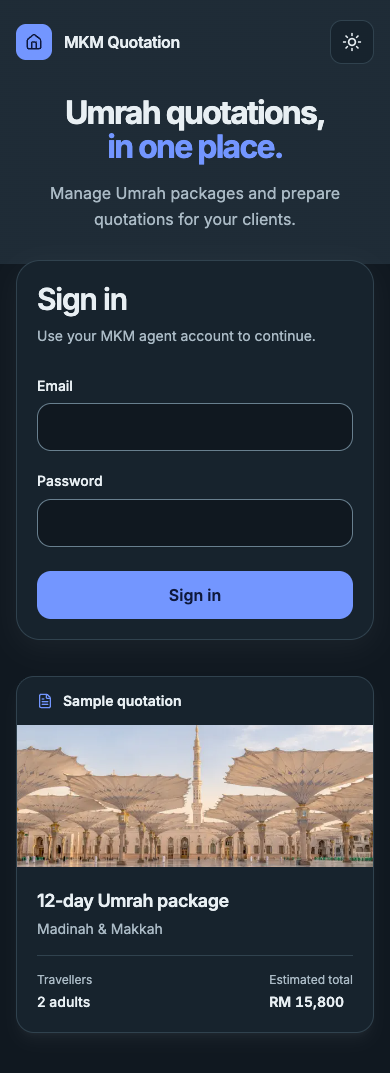 MKM Quotation
Umrah quotations,
in one place.
Manage Umrah packages and prepare
quotations for your clients.
Sign in
Use your MKM agent account to continue.
Email
Password
Sign in
Sample quotation
12-day Umrah package
Madinah & Makkah
Travellers
2 adults
Estimated total
RM 15,800